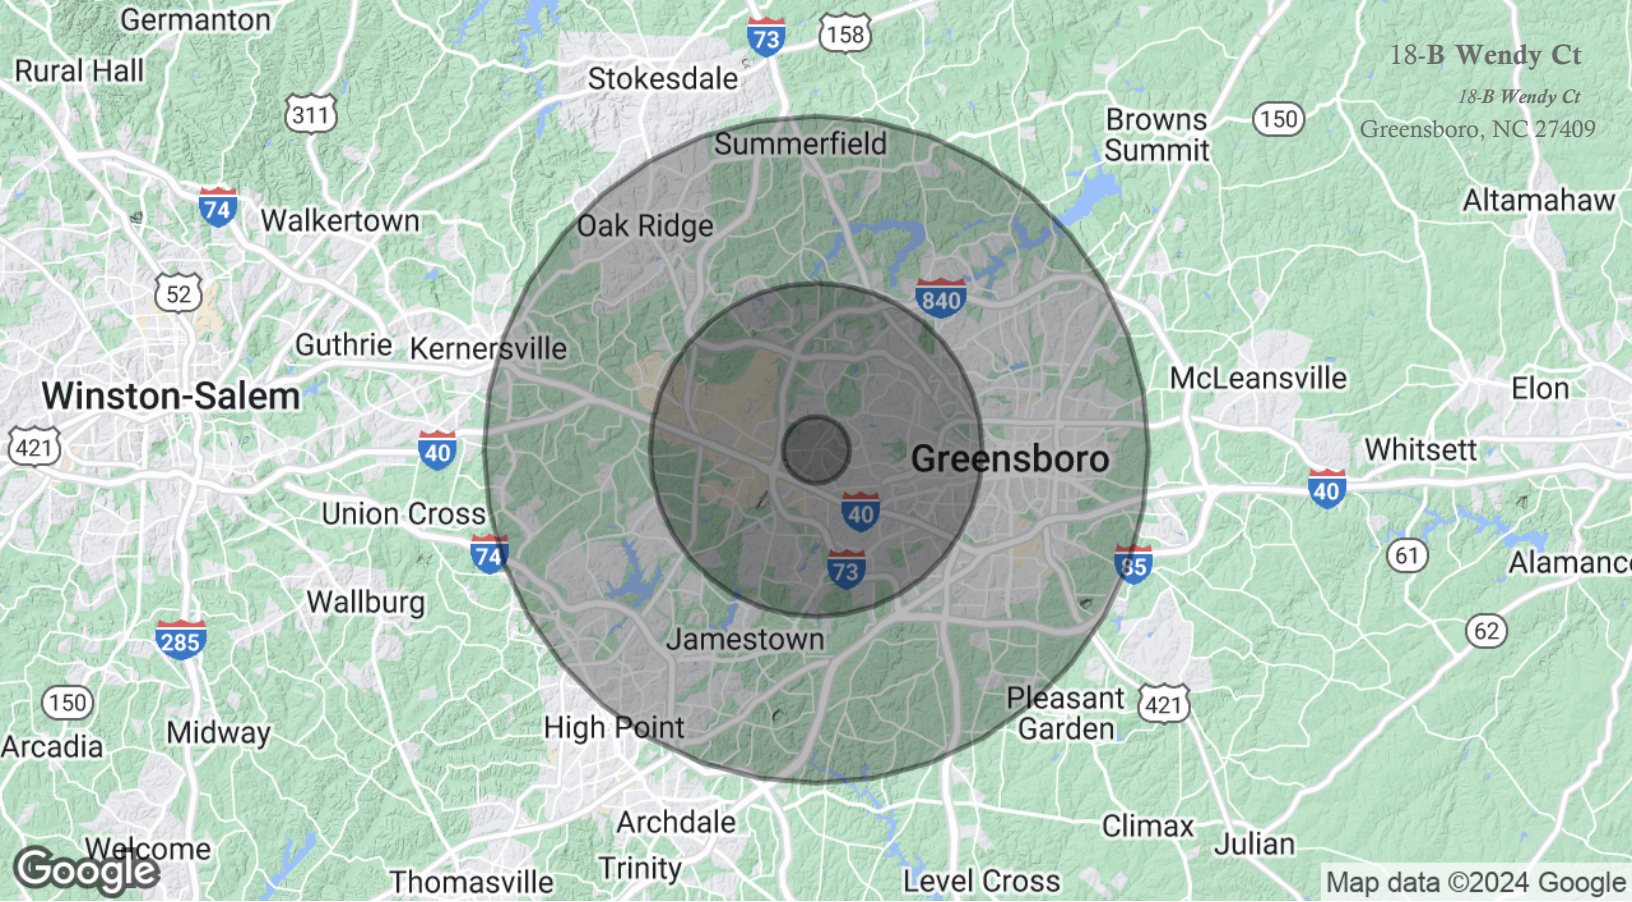 Germanton
73
158
18-B Wendy Ct
Rural Hall
Stokesdale
18-B Wendy Ct
311
Browns
Summit
150
Greensboro, NC 27409
Summerfield
74
Walkertown
Oak Ridge
Altamahaw
52
840
Guthrie
Kernersville
Winston-Salem
McLeansville
Elon
421
40
Greensboro
Whitsett
40
40
Union Cross
74
73
85
61
Alamanc
Wallburg
285
Jamestown
62
150
Midway
Arcadia
High Point
Pleasant
Garden
421
Archdale
Climax
Julian
Welcome
Google
Trinity
Thomasville
Level Cross
Map data ©2024 Google